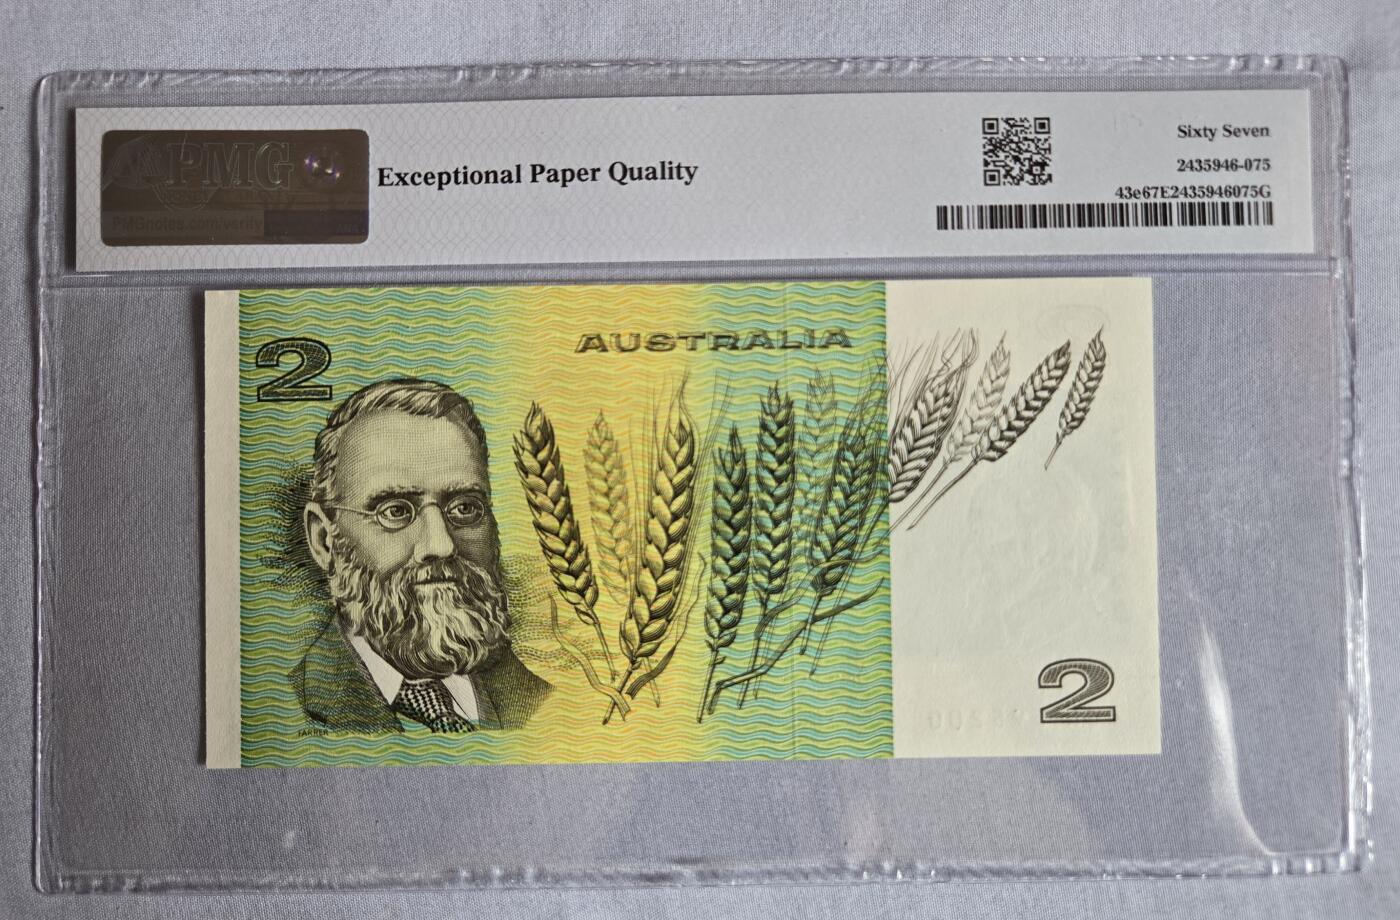 PMG
PMGnotes.com/verify
Exceptional Paper Quality
Sixty Seven
2435946-075
43e67E2435946075G
2
AUSTRALIA
FARRER
2